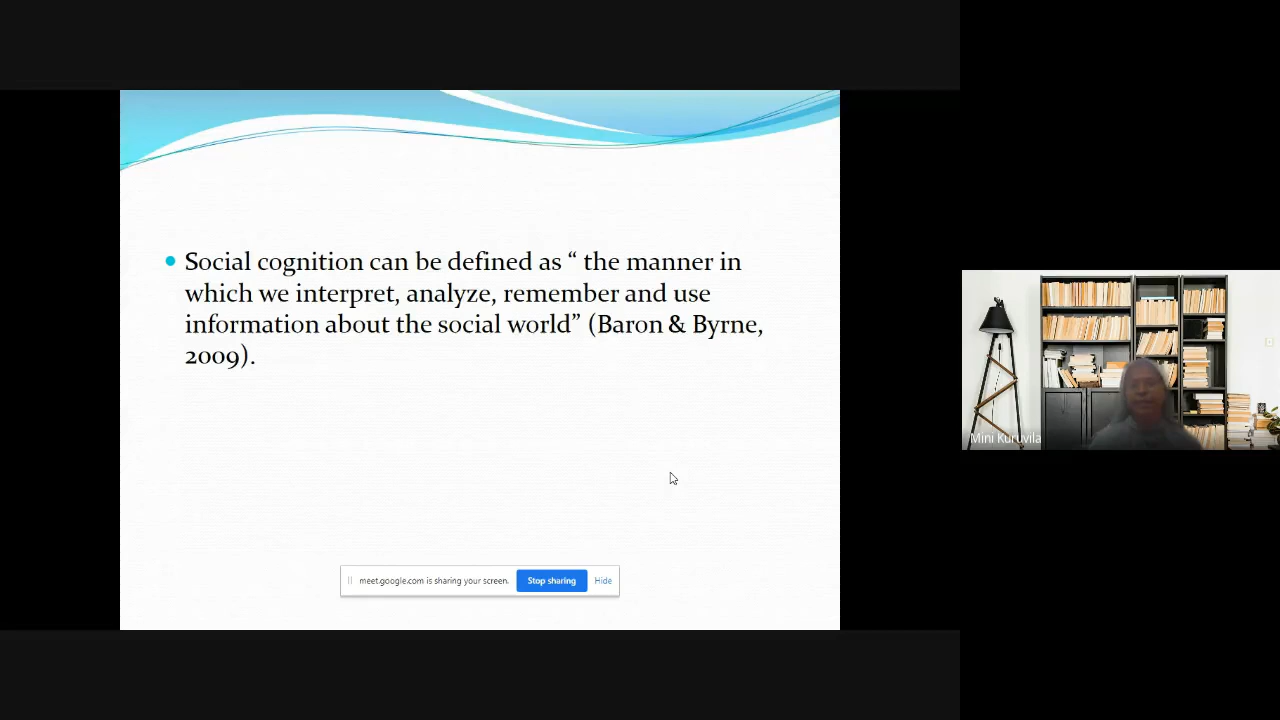 Social cognition can be defined as “ the manner in
which we interpret, analyze, remember and use
information about the social world” (Baron & Byrne,
2009).
meet.google.com is sharing your screen.
Stop sharing
Hide
Mini Kuruvila